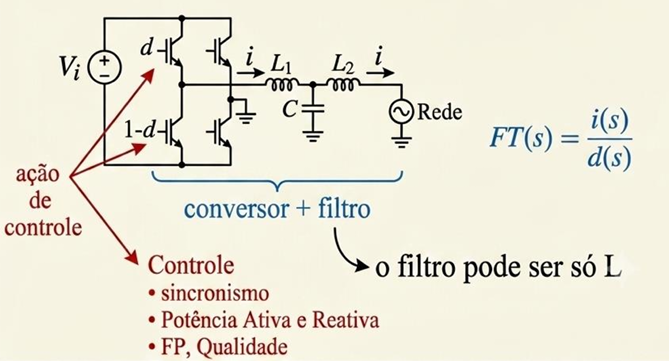 d
i L₁ L₂ i
Vᵢ
C
Rede
1-d
FT(s) = i(s) / d(s)
ação
de
controle
conversor + filtro
o filtro pode ser só L
Controle
• sincronismo
• Potência Ativa e Reativa
• FP, Qualidade